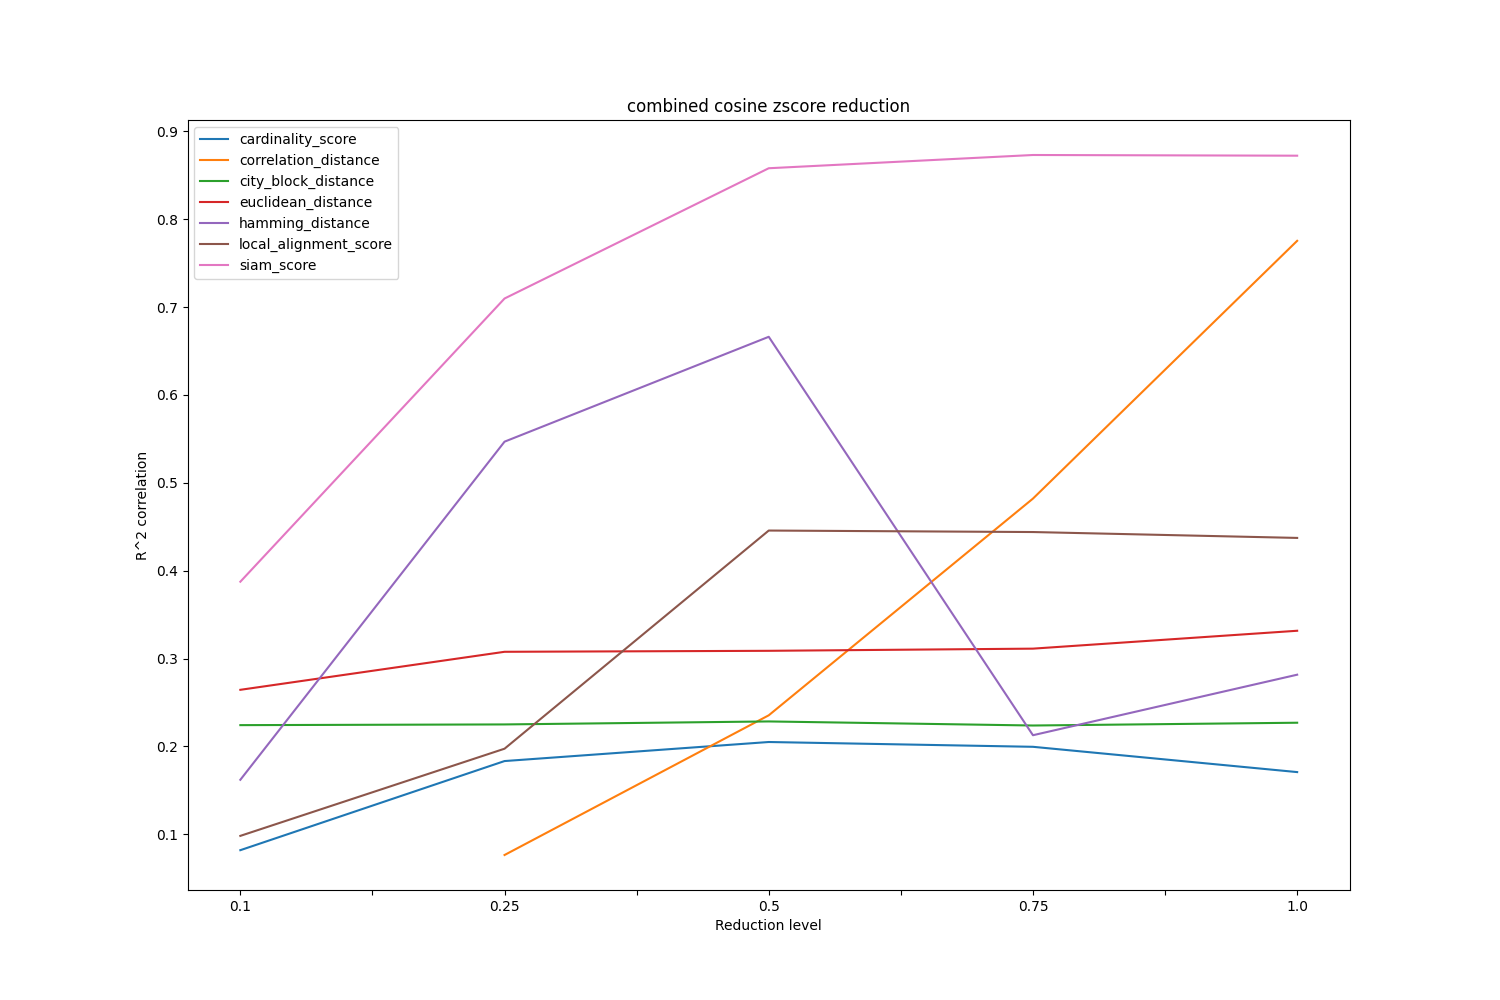 combined cosine zscore reduction
cardinality_score
correlation_distance
city_block_distance
euclidean_distance
hamming_distance
local_alignment_score
siam_score
0.9
0.8
0.7
0.6
0.5
0.4
0.3
0.2
0.1
R^2 correlation
0.1 0.25 0.5 0.75 1.0
Reduction level